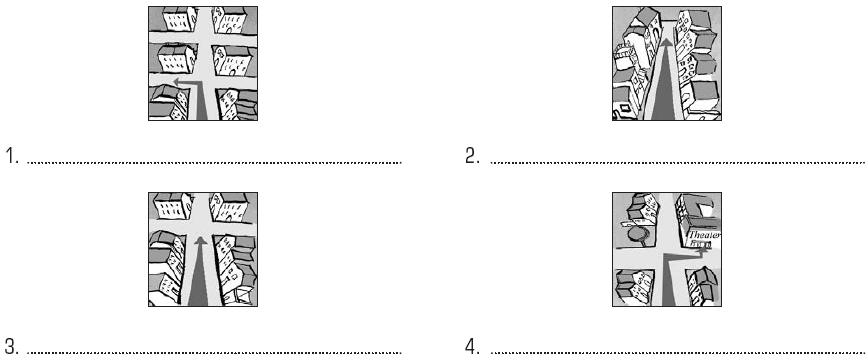 1.
2.
Theater
3.
4.